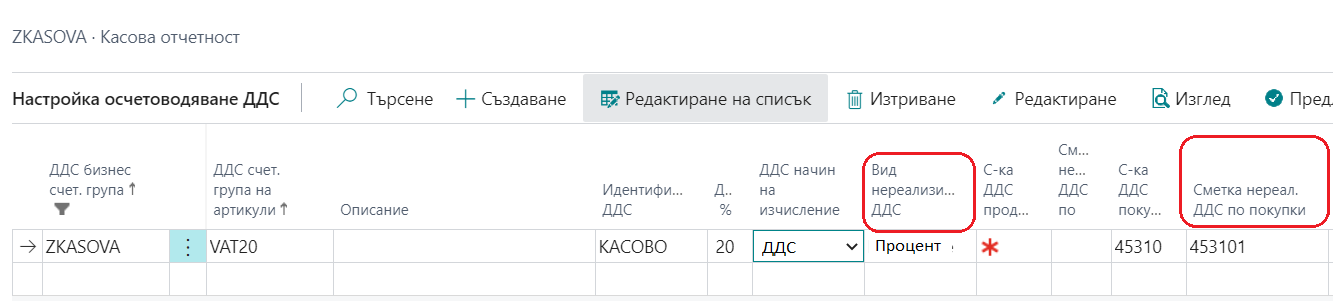 ZKASOVA · Касова отчетност
Настройка осчетоводяване ДДС Търсене Създаване Редактиране на списък Изтриване Редактиране Изглед Пред.
ДДС бизнес
счет. група ↑
ДДС счет.
група на
артикули ↑
Описание
Идентифи...
ДДС
Д..
%
ДДС начин
на
изчисление
Вид
нереализи...
ДДС
С-ка
ДДС
прод...
См...
не...
ДДС
по
С-ка
ДДС
поку...
Сметка нереал.
ДДС по покупки
→ ZKASOVA VAT20 КАСОВО 20 ДДС Процент 45310 453101